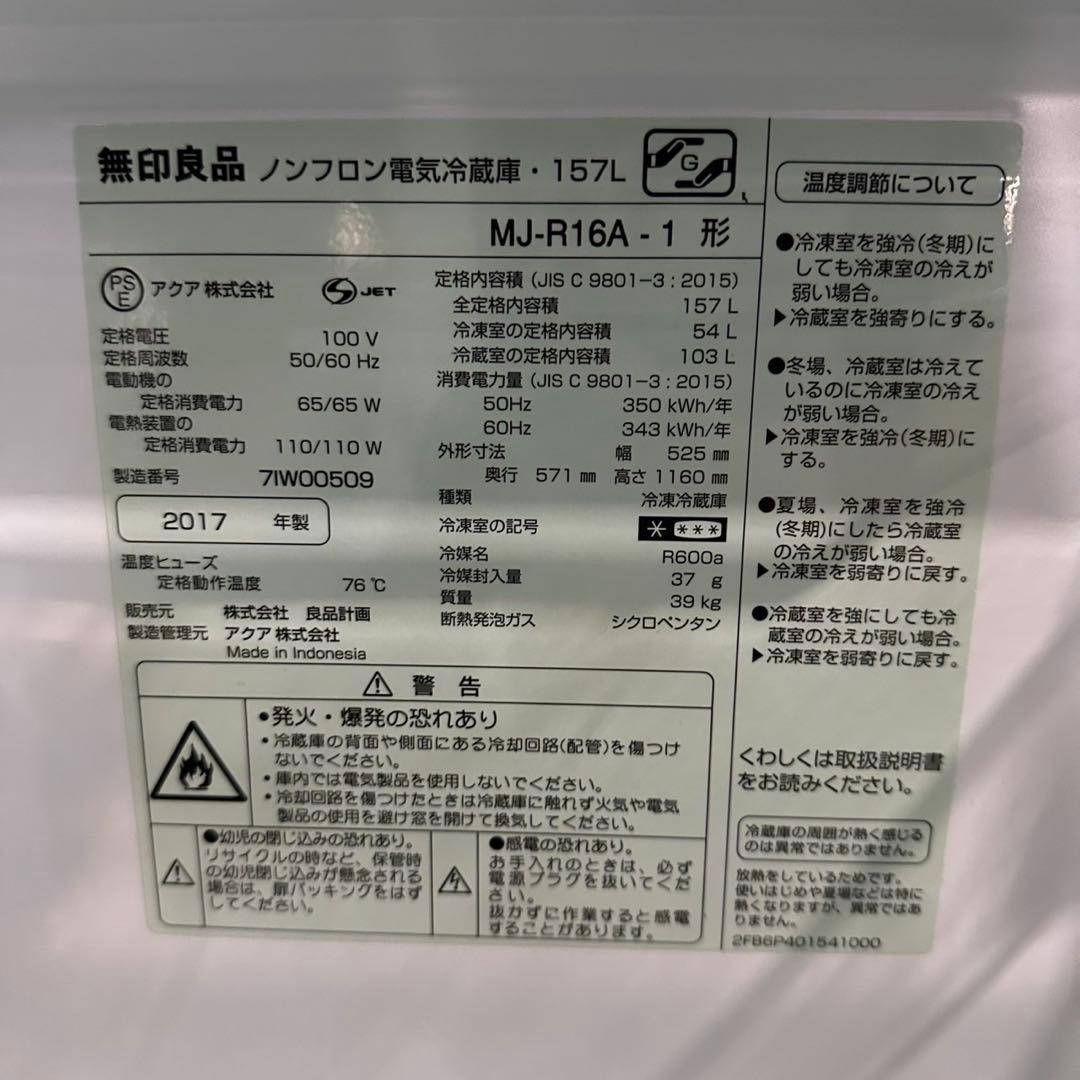 無印良品 ノンフロン電気冷蔵庫・157L G
MJ-R16A - 1 形
PSE アクア 株式会社 S JET
定格電圧 100 V
定格周波数 50/60 Hz
電動機の
定格消費電力 65/65 W
電熱装置の
定格消費電力 110/110 W
製造番号 7IW00509
2017 年製
温度ヒューズ
定格動作温度 76℃
販売元 株式会社 良品計画
製造管理元 アクア 株式会社
Made in Indonesia
定格内容積(JIS C 9801-3:2015)
全定格内容積 157 L
冷凍室の定格内容積 54 L
冷蔵室の定格内容積 103 L
消費電力量(JIS C 9801-3:2015)
50Hz 350 kWh/年
60Hz 343 kWh/年
外形寸法 幅 525 ㎜
奥行 571 ㎜ 高さ 1160 ㎜
種類 冷凍冷蔵庫
冷凍室の記号 * ***
冷媒名 R600a
冷媒封入量 37 g
質量 39 kg
断熱発泡ガス シクロペンタン
⚠ 警告
•発火・爆発の恐れあり
・冷蔵庫の背面や側面にある冷却回路(配管)を傷つけ
ないでください。
・庫内では電気製品を使用しないでください。
・冷却回路を傷つけたときは冷蔵庫に触れず火気や電気
製品の使用を避け窓を開けて換気してください。
●幼児の閉じ込みの恐れあり。
リサイクルの時など、保管時
の幼児閉じ込みが懸念される
場合は、扉パッキングをはず
してください。
●感電の恐れあり。
お手入れのときは、必ず
電源プラグを抜いてくだ
さい。
抜かずに作業すると感電
することがあります。
温度調節について
●冷凍室を強冷(冬期)に
しても冷凍室の冷えが
弱い場合。
▶冷蔵室を強寄りにする。
●冬場、冷蔵室は冷えて
いるのに冷凍室の冷え
が弱い場合。
▶冷凍室を強冷(冬期)に
する。
●夏場、冷凍室を強冷
(冬期)にしたら冷蔵室
の冷えが弱い場合。
▶冷凍室を弱寄りに戻す。
●冷蔵室を強にしても冷
蔵室の冷えが弱い場合。
▶冷凍室を弱寄りに戻す。
くわしくは取扱説明書
をお読みください。
冷蔵庫の周囲が熱く感じる
のは異常ではありません。
放熱をしているためです。
使いはじめや夏場などは特に
熱くなりますが、異常ではあ
りません。
2FB6P401541000